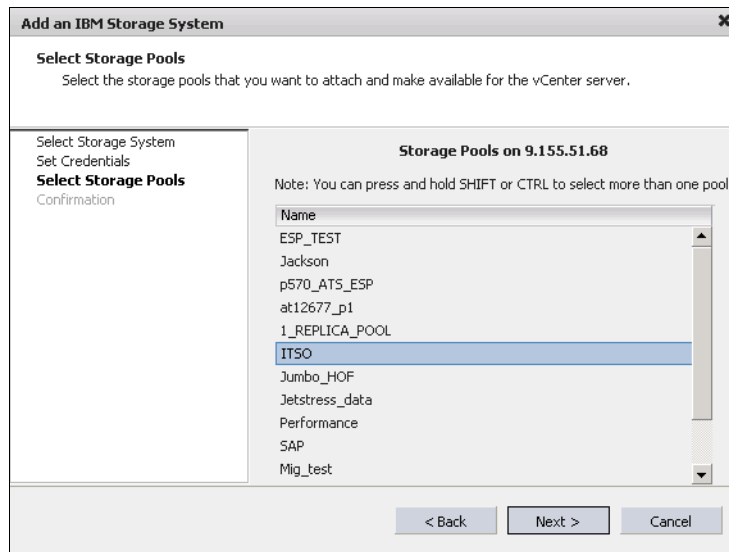 Add an IBM Storage System
Select Storage Pools
Select the storage pools that you want to attach and make available for the vCenter server.
Select Storage System
Set Credentials
Select Storage Pools
Confirmation
Storage Pools on 9.155.51.68
Note: You can press and hold SHIFT or CTRL to select more than one pool
Name
ESP_TEST
Jackson
p570_ATS_ESP
at12677_p1
1_REPLICA_POOL
ITSO
Jumbo_HOF
Jetstress_data
Performance
SAP
Mig_test
< Back
Next >
Cancel